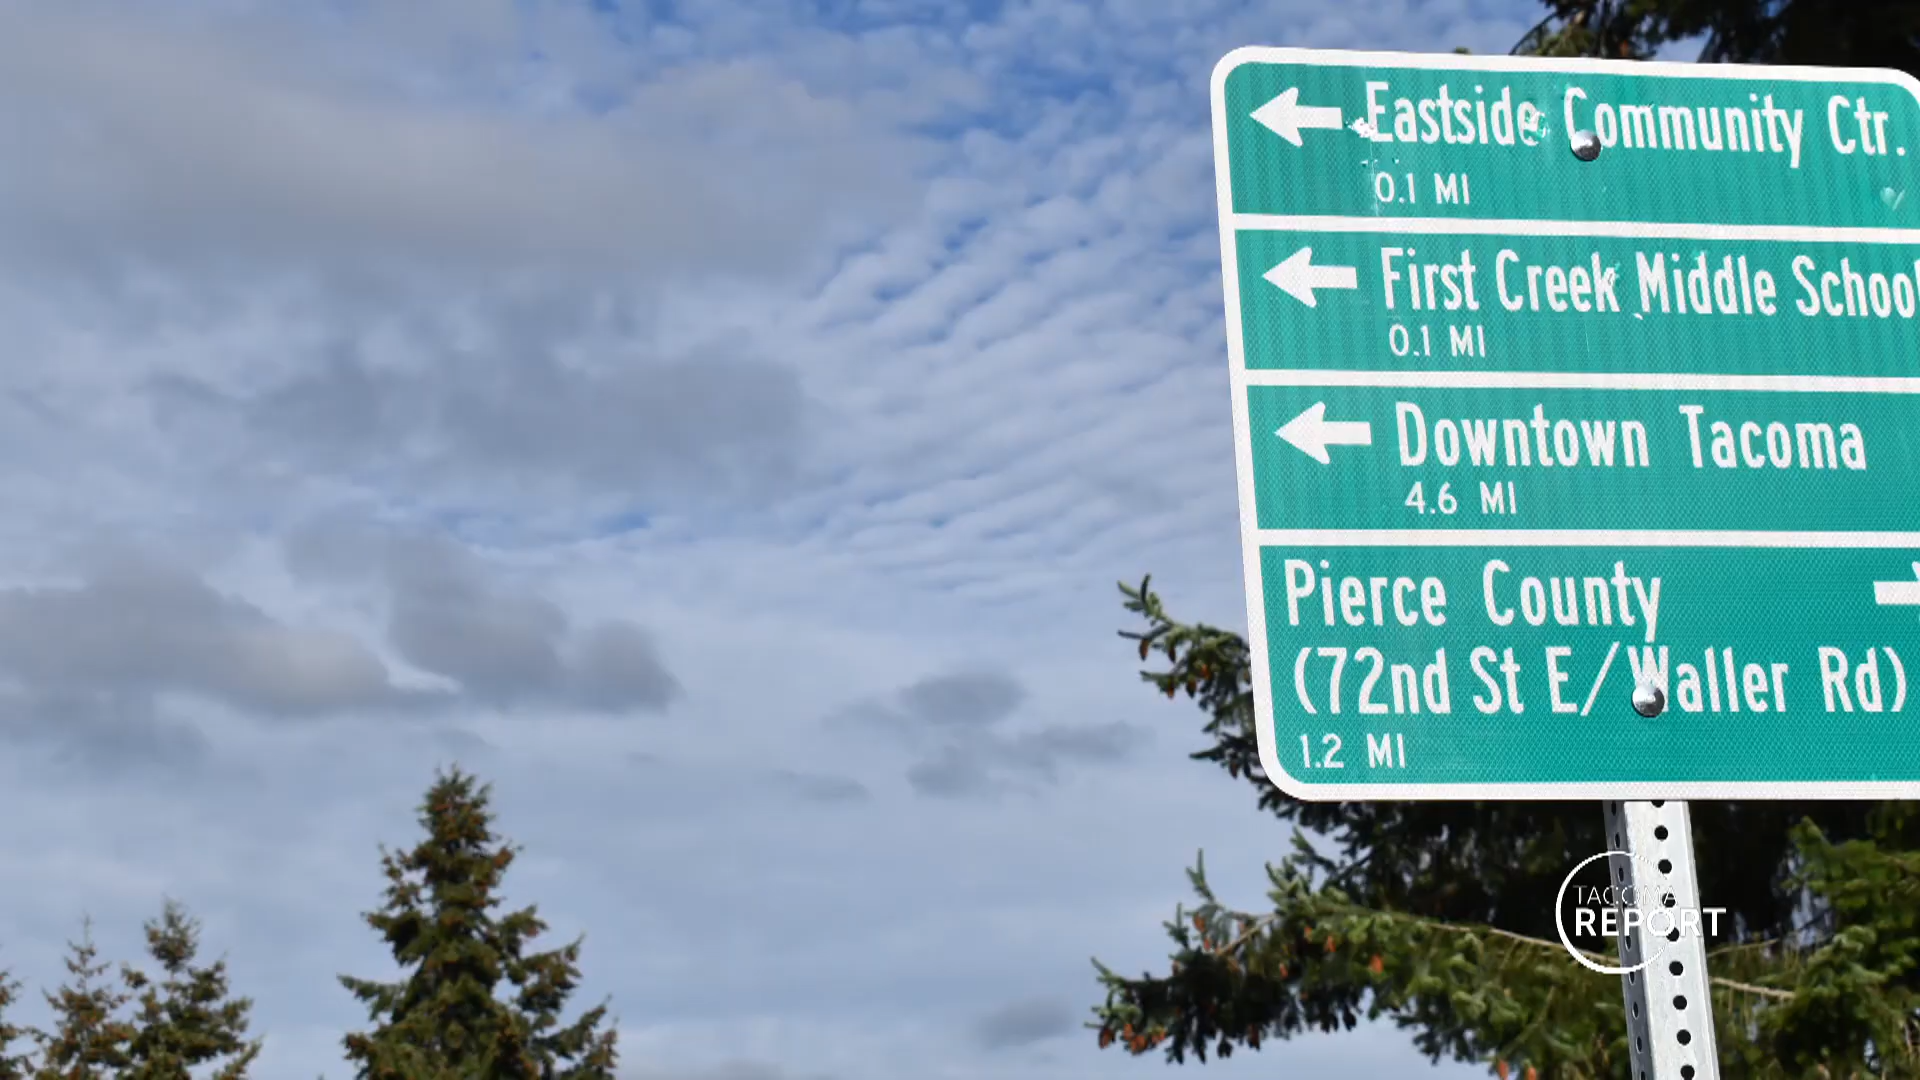 Eastside Community Ctr.
0.1 MI
First Creek Middle School
0.1 MI
Downtown Tacoma
4.6 MI
Pierce County
(72nd St E/Waller Rd)
1.2 MI
TACOMA
REPORT